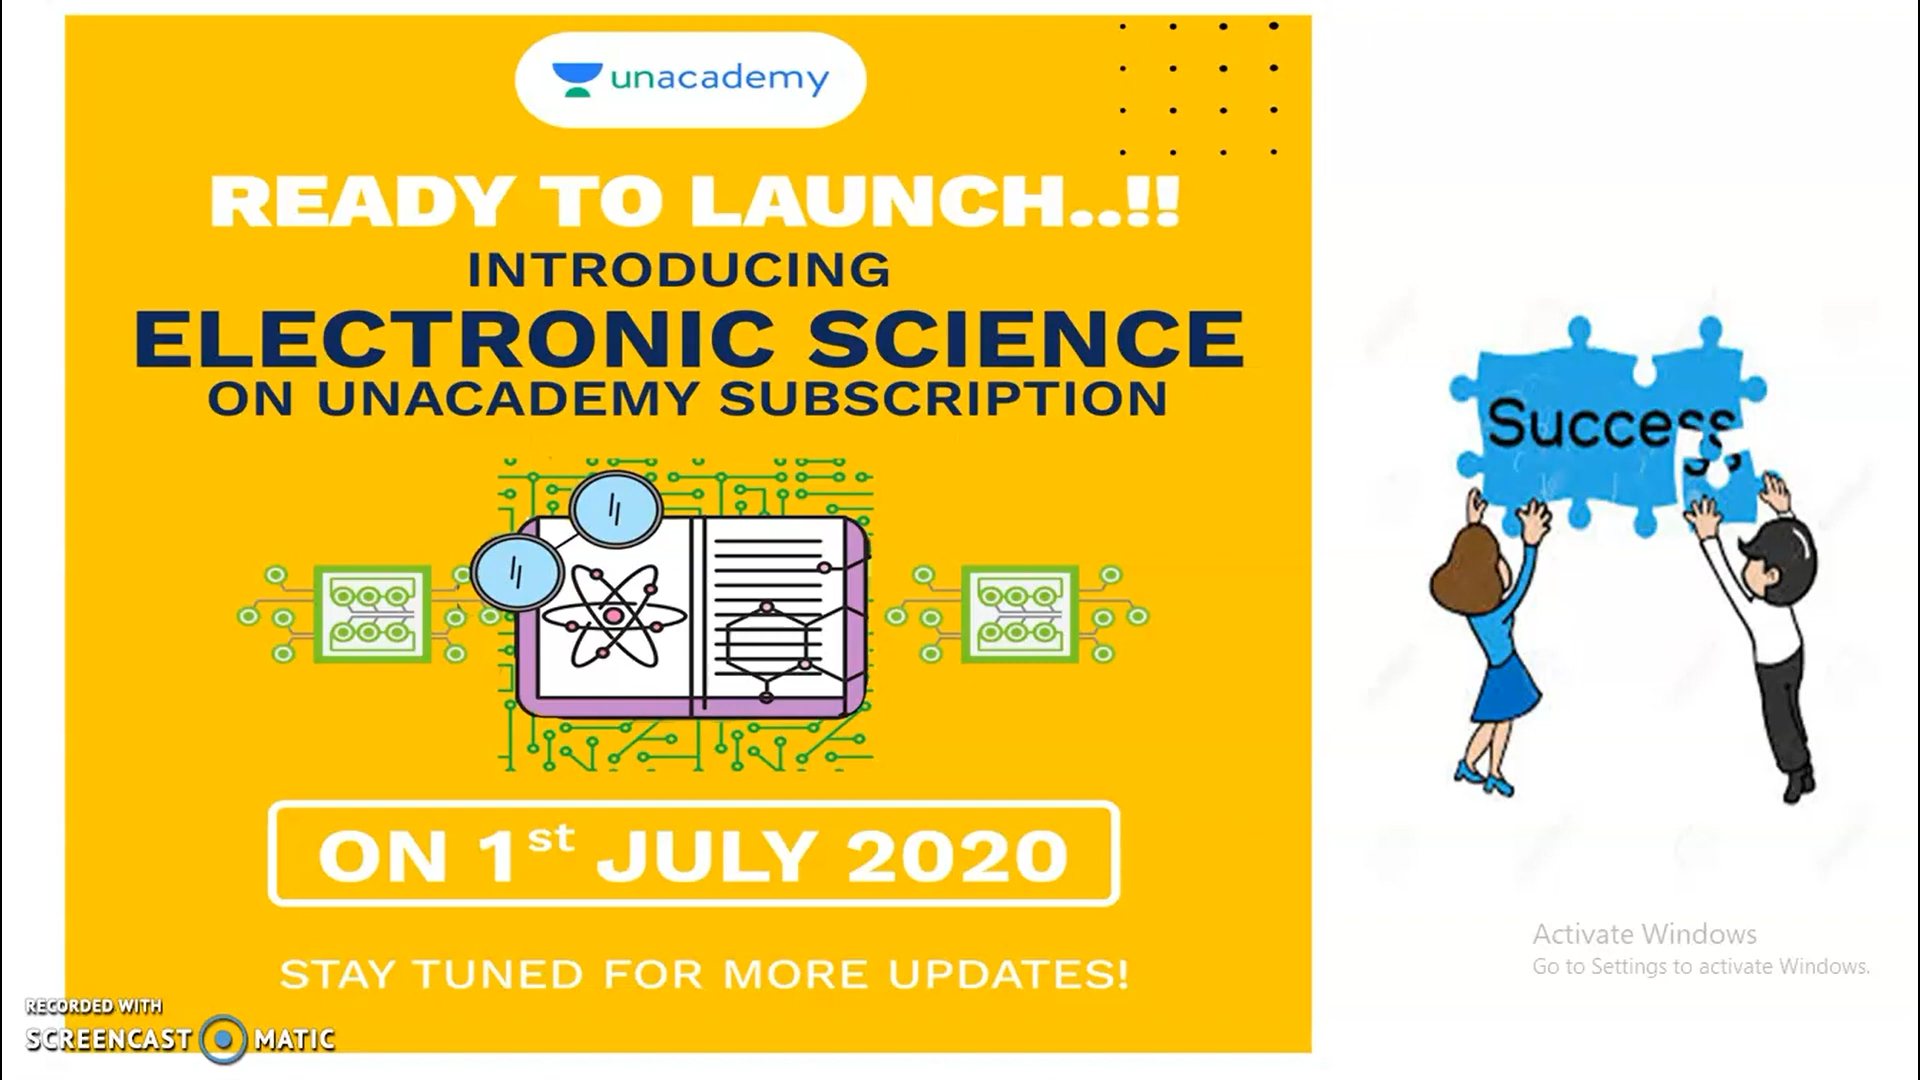 unacademy
READY TO LAUNCH..!!
INTRODUCING
ELECTRONIC SCIENCE
ON UNACADEMY SUBSCRIPTION
ON 1st JULY 2020
STAY TUNED FOR MORE UPDATES!
Success
Activate Windows
Go to Settings to activate Windows.
RECORDED WITH
SCREENCAST MATIC